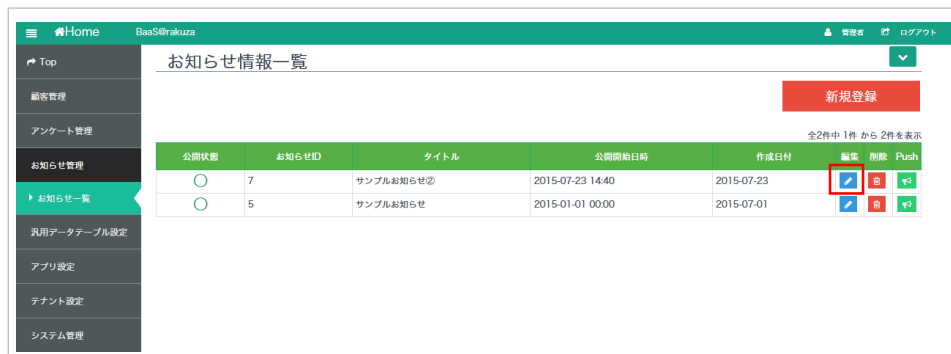 Home BaaS@rakuza 管理者 ログアウト
Top
顧客管理
アンケート管理
お知らせ管理
お知らせ一覧
汎用データテーブル設定
アプリ設定
テナント設定
システム管理
お知らせ情報一覧
新規登録
全2件中 1件 から 2件を表示
公開状態 お知らせID タイトル 公開開始日時 作成日付 編集 削除 Push
○ 7 サンプルお知らせ② 2015-07-23 14:40 2015-07-23
○ 5 サンプルお知らせ 2015-01-01 00:00 2015-07-01